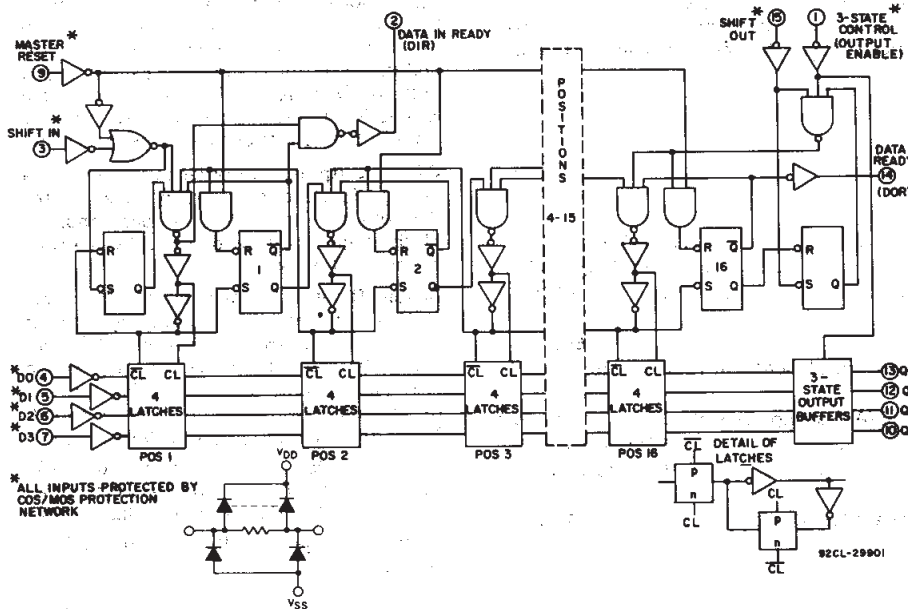 * MASTER RESET
9
* SHIFT IN
3
2
DATA IN READY
(DIR)
* SHIFT OUT
15
1
3-STATE *
CONTROL
(OUTPUT
ENABLE)
DATA
READY
14
(DOR
POSITIONS
4-15
R
S Q
R Q̅
1
S Q
R Q̅
2
S Q
R Q̅
16
S Q
R
S Q
*D0 4
*D1 5
*D2 6
*D3 7
C̅L̅ CL
4
LATCHES
POS 1
C̅L̅ CL
4
LATCHES
POS 2
C̅L̅ CL
4
LATCHES
POS 3
C̅L̅ CL
4
LATCHES
POS 16
3-
STATE
OUTPUT
BUFFERS
13 Q
12 Q
11 Q
10 Q
*ALL INPUTS PROTECTED BY
COS/MOS PROTECTION
NETWORK
VDD
VSS
DETAIL OF
LATCHES
C̅L̅
p
n
CL
CL
p
n
C̅L̅
92CL-29901